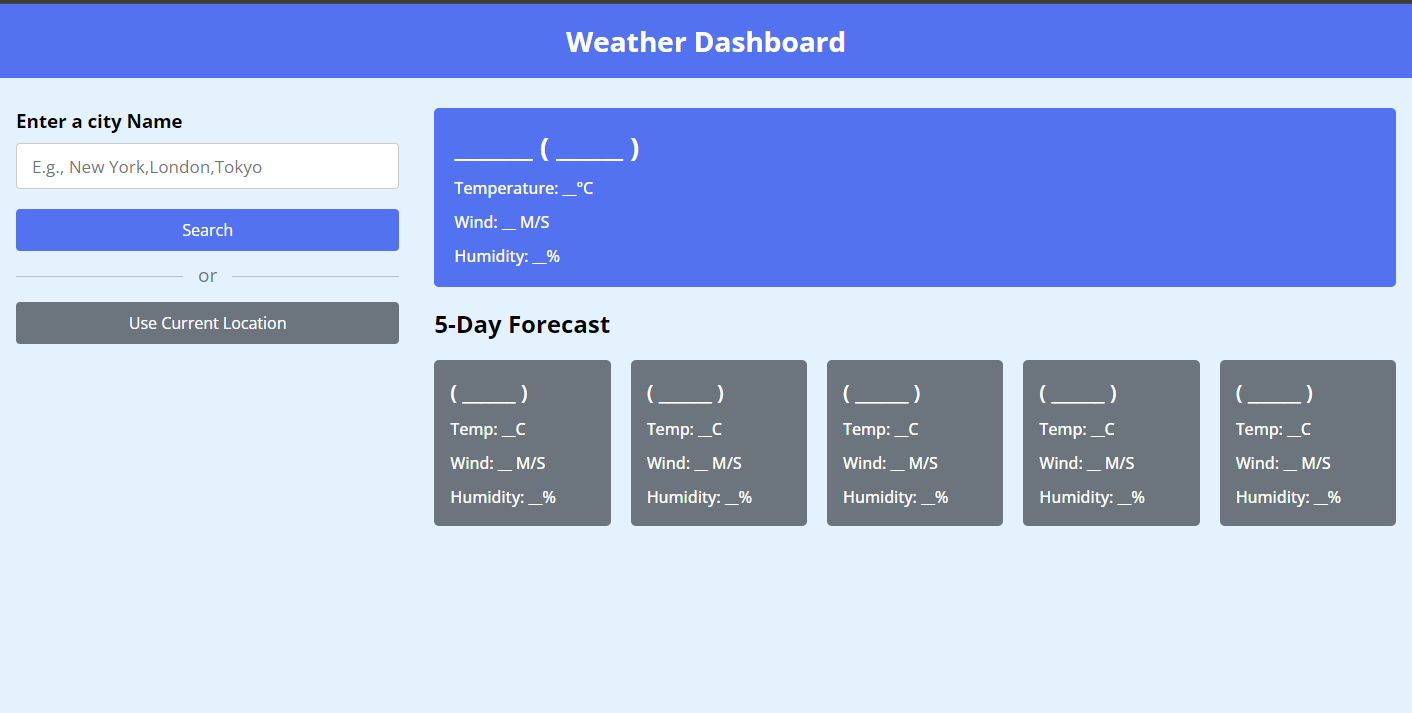 Weather Dashboard
Enter a city Name
E.g., New York,London,Tokyo
Search
or
Use Current Location
_______ ( ______ )
Temperature: __°C
Wind: __ M/S
Humidity: __%
5-Day Forecast
( ______ )
Temp: __C
Wind: __ M/S
Humidity: __%
( ______ )
Temp: __C
Wind: __ M/S
Humidity: __%
( ______ )
Temp: __C
Wind: __ M/S
Humidity: __%
( ______ )
Temp: __C
Wind: __ M/S
Humidity: __%
( ______ )
Temp: __C
Wind: __ M/S
Humidity: __%